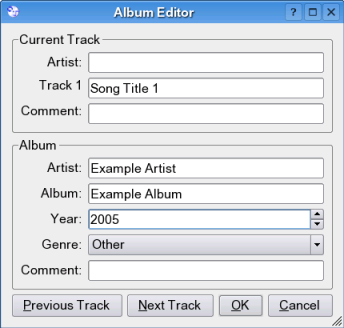 Album Editor
Current Track
Artist:
Track 1 Song Title 1
Comment:
Album
Artist: Example Artist
Album: Example Album
Year: 2005
Genre: Other
Comment:
Previous Track Next Track OK Cancel